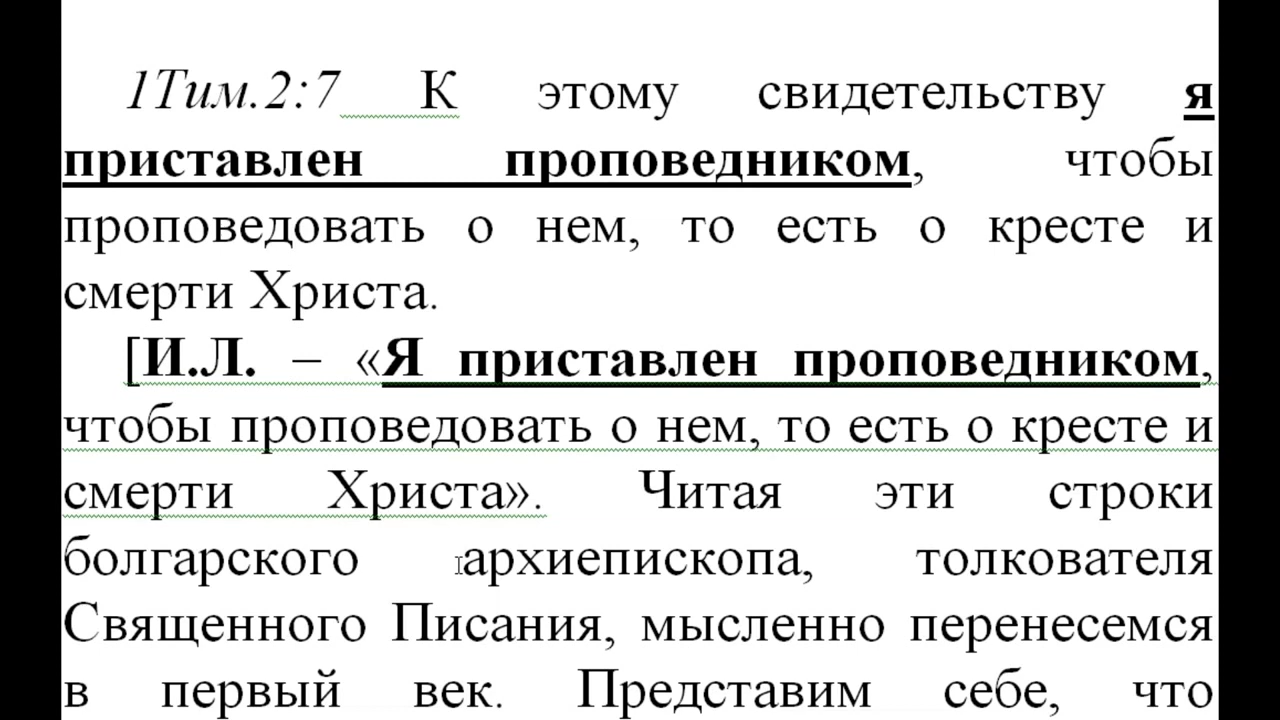 1Тим.2:7 К этому свидетельству я
приставлен проповедником, чтобы
проповедовать о нем, то есть о кресте и
смерти Христа.
[И.Л. – «Я приставлен проповедником,
чтобы проповедовать о нем, то есть о кресте и
смерти Христа». Читая эти строки
болгарского архиепископа, толкователя
Священного Писания, мысленно перенесемся
в первый век. Представим себе, что